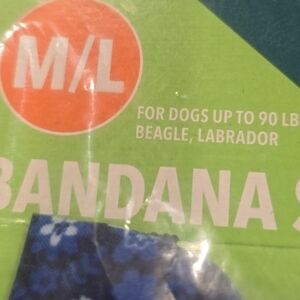 M/L
FOR DOGS UP TO 90 LB
BEAGLE, LABRADOR
BANDANA